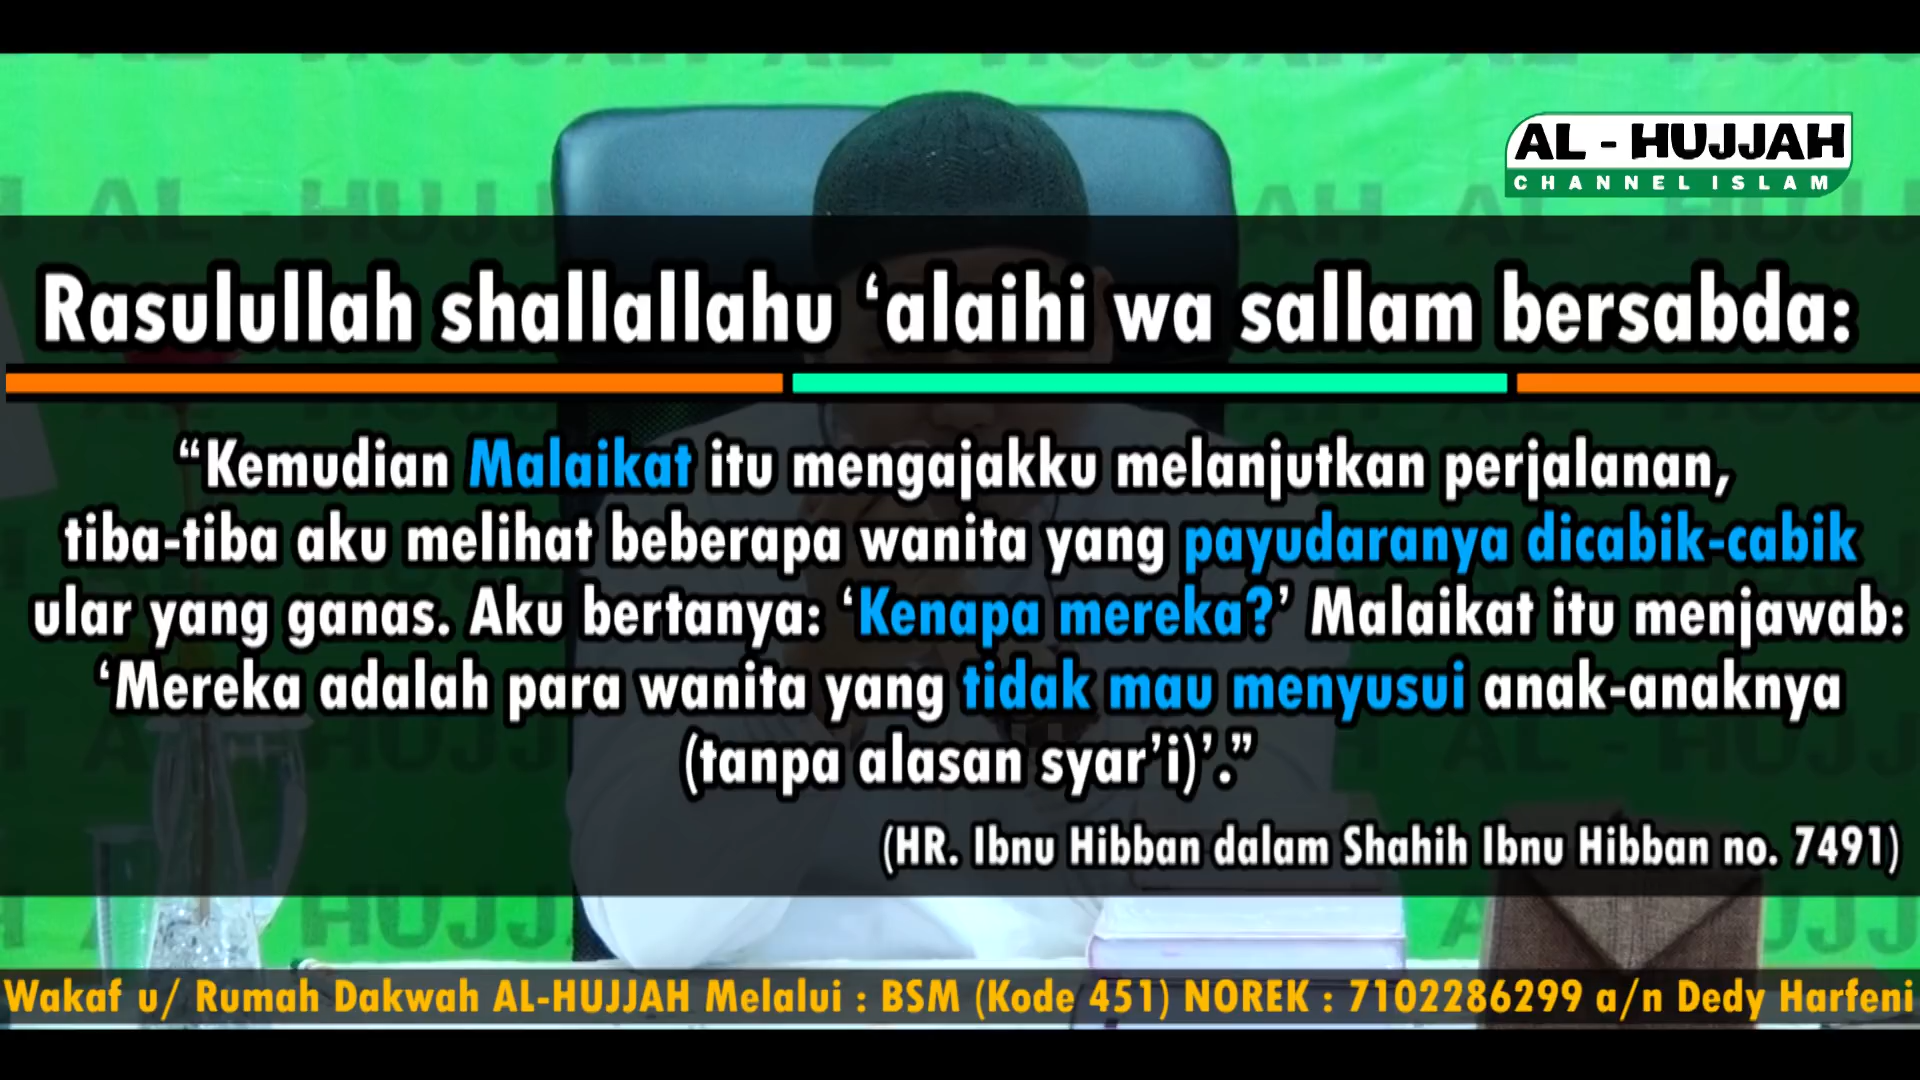 AL - HUJJAH
CHANNEL ISLAM
Rasulullah shallallahu ‘alaihi wa sallam bersabda:
“Kemudian Malaikat itu mengajakku melanjutkan perjalanan,
tiba-tiba aku melihat beberapa wanita yang payudaranya dicabik-cabik
ular yang ganas. Aku bertanya: ‘Kenapa mereka?’ Malaikat itu menjawab:
‘Mereka adalah para wanita yang tidak mau menyusui anak-anaknya
(tanpa alasan syar’i)’.”
(HR. Ibnu Hibban dalam Shahih Ibnu Hibban no. 7491)
Wakaf u/ Rumah Dakwah AL-HUJJAH Melalui : BSM (Kode 451) NOREK : 7102286299 a/n Dedy Harfeni